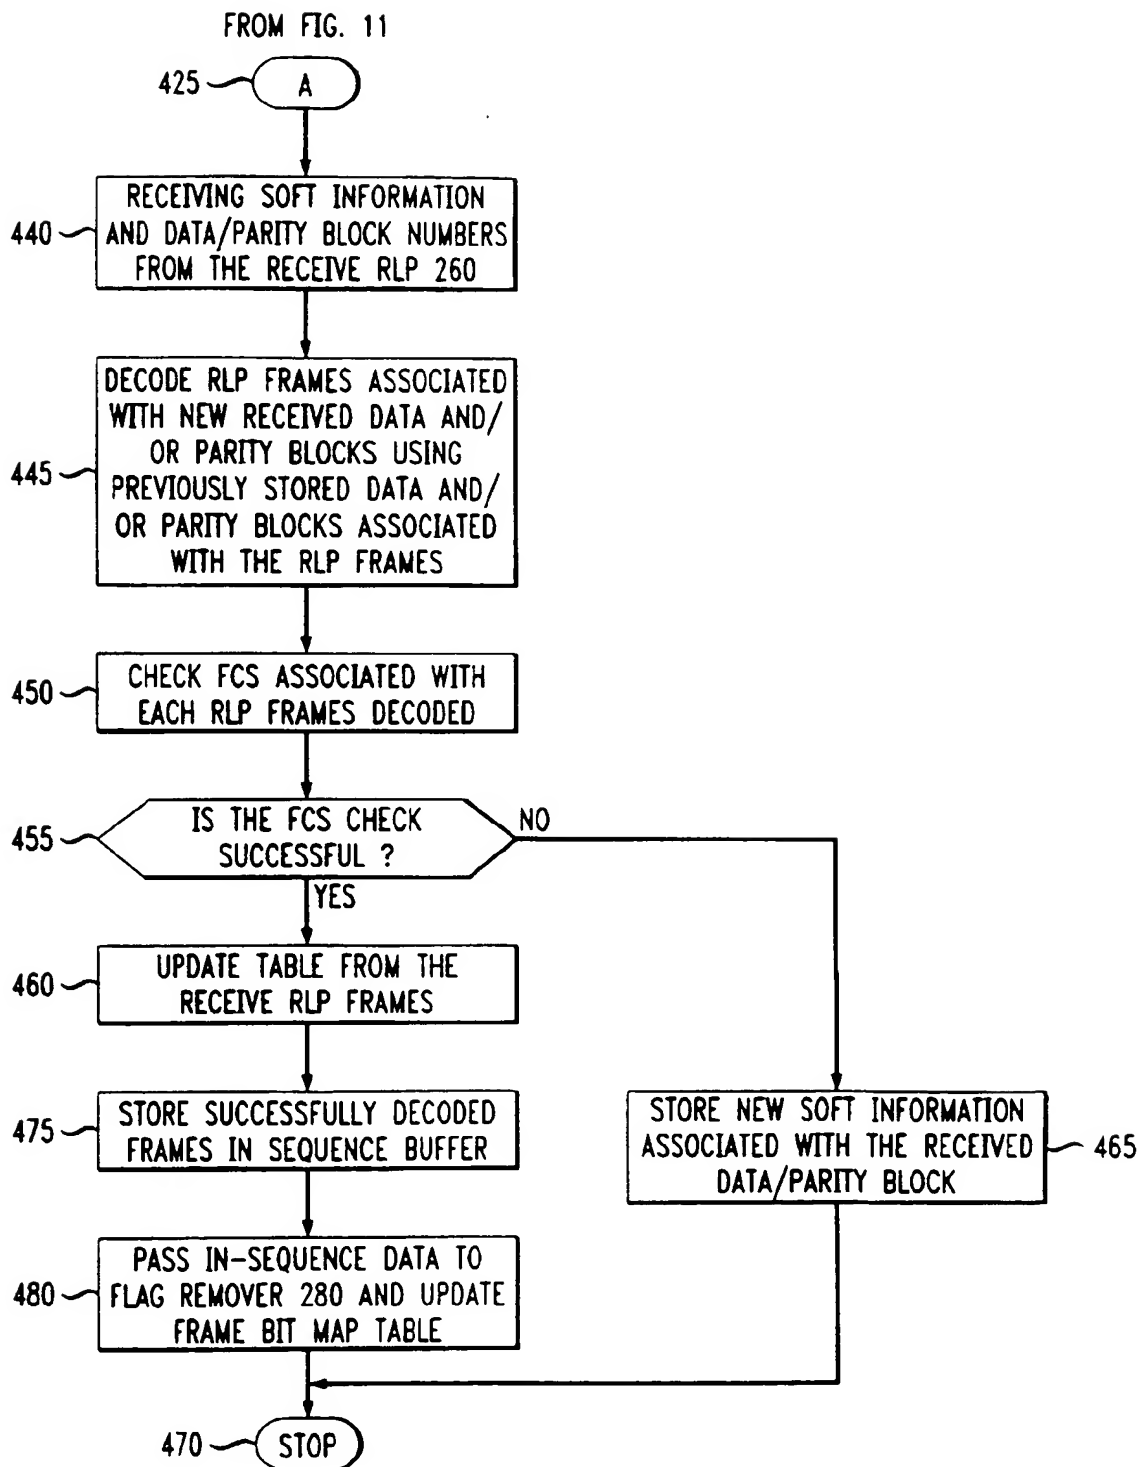 FROM FIG. 11
425
A
RECEIVING SOFT INFORMATION
440
AND DATA/PARITY BLOCK NUMBERS
FROM THE RECEIVE RLP 260
DECODE RLP FRAMES ASSOCIATED
WITH NEW RECEIVED DATA AND/
OR PARITY BLOCKS USING
445
PREVIOUSLY STORED DATA AND/
OR PARITY BLOCKS ASSOCIATED
WITH THE RLP FRAMES
450
CHECK FCS ASSOCIATED WITH
EACH RLP FRAMES DECODED
455
IS THE FCS CHECK
SUCCESSFUL ?
NO
YES
460
UPDATE TABLE FROM THE
RECEIVE RLP FRAMES
475
STORE SUCCESSFULLY DECODED
FRAMES IN SEQUENCE BUFFER
STORE NEW SOFT INFORMATION
ASSOCIATED WITH THE RECEIVED
DATA/PARITY BLOCK
465
480
PASS IN-SEQUENCE DATA TO
FLAG REMOVER 280 AND UPDATE
FRAME BIT MAP TABLE
470
STOP